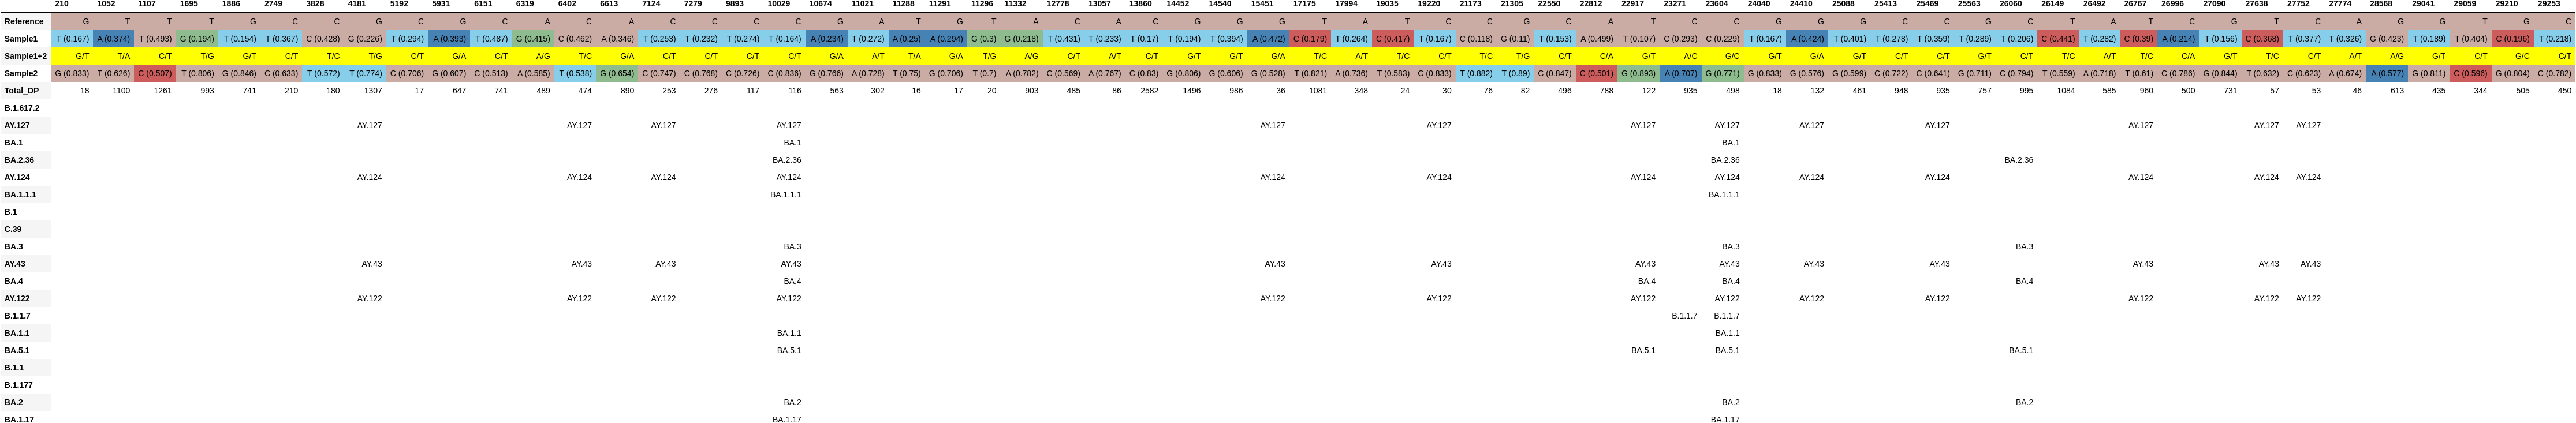 210 1052 1107 1695 1886 2749 3828 4181 5192 5931 6151 6319 6402 6613 7124 7279 9893 10029 10674 11021 11288 11291 11296 11332 12778 13057 13860 14452 14540 15451 17175 17994 19035 19220 21173 21305 22550 22812 22917 23271 23604 24040 24410 25088 25413 25469 25563 26060 26149 26492 26767 26996 27090 27638 27752 27774 28568 29041 29059 29210 29253
Reference G T T T G C C C G C G C A C A C C C C G A T G T A C A C G G G T A T C C G C A T C G G G C C G C T A T C G T C A G G T G C
Sample1 T (0.167) A (0.374) T (0.493) G (0.194) T (0.154) T (0.367) C (0.428) G (0.226) T (0.294) A (0.393) T (0.487) G (0.415) C (0.462) A (0.346) T (0.253) T (0.232) T (0.274) T (0.164) A (0.234) T (0.272) A (0.25) A (0.294) G (0.3) G (0.218) T (0.431) T (0.233) T (0.17) T (0.194) T (0.394) A (0.472) C (0.179) T (0.264) C (0.417) T (0.167) C (0.118) G (0.11) T (0.153) A (0.499) T (0.107) C (0.293) C (0.229) T (0.167) A (0.424) T (0.401) T (0.278) T (0.359) T (0.289) T (0.206) C (0.441) T (0.282) C (0.39) A (0.214) T (0.156) C (0.368) T (0.377) T (0.326) G (0.423) T (0.189) T (0.404) C (0.196) T (0.218)
Sample1+2 G/T T/A C/T T/G G/T C/T T/C T/G C/T G/A C/T A/G T/C G/A C/T C/T C/T C/T G/A A/T T/A G/A T/G A/G C/T A/T C/T G/T G/T G/A T/C A/T T/C C/T T/C T/G C/T C/A G/T A/C G/C G/T G/A G/T C/T C/T G/T C/T T/C A/T T/C C/A G/T T/C C/T A/T A/G G/T C/T G/C C/T
Sample2 G (0.833) T (0.626) C (0.507) T (0.806) G (0.846) C (0.633) T (0.572) T (0.774) C (0.706) G (0.607) C (0.513) A (0.585) T (0.538) G (0.654) C (0.747) C (0.768) C (0.726) C (0.836) G (0.766) A (0.728) T (0.75) G (0.706) T (0.7) A (0.782) C (0.569) A (0.767) C (0.83) G (0.806) G (0.606) G (0.528) T (0.821) A (0.736) T (0.583) C (0.833) T (0.882) T (0.89) C (0.847) C (0.501) G (0.893) A (0.707) G (0.771) G (0.833) G (0.576) G (0.599) C (0.722) C (0.641) G (0.711) C (0.794) T (0.559) A (0.718) T (0.61) C (0.786) G (0.844) T (0.632) C (0.623) A (0.674) A (0.577) G (0.811) C (0.596) G (0.804) C (0.782)
Total_DP 18 1100 1261 993 741 210 180 1307 17 647 741 489 474 890 253 276 117 116 563 302 16 17 20 903 485 86 2582 1496 986 36 1081 348 24 30 76 82 496 788 122 935 498 18 132 461 948 935 757 995 1084 585 960 500 731 57 53 46 613 435 344 505 450
B.1.617.2
AY.127 AY.127 AY.127 AY.127 AY.127 AY.127 AY.127 AY.127 AY.127 AY.127 AY.127 AY.127 AY.127 AY.127
BA.1 BA.1 BA.1
BA.2.36 BA.2.36 BA.2.36 BA.2.36
AY.124 AY.124 AY.124 AY.124 AY.124 AY.124 AY.124 AY.124 AY.124 AY.124 AY.124 AY.124 AY.124 AY.124
BA.1.1.1 BA.1.1.1 BA.1.1.1
B.1
C.39
BA.3 BA.3 BA.3 BA.3
AY.43 AY.43 AY.43 AY.43 AY.43 AY.43 AY.43 AY.43 AY.43 AY.43 AY.43 AY.43 AY.43 AY.43
BA.4 BA.4 BA.4 BA.4 BA.4
AY.122 AY.122 AY.122 AY.122 AY.122 AY.122 AY.122 AY.122 AY.122 AY.122 AY.122 AY.122 AY.122 AY.122
B.1.1.7 B.1.1.7 B.1.1.7
BA.1.1 BA.1.1 BA.1.1
BA.5.1 BA.5.1 BA.5.1 BA.5.1 BA.5.1
B.1.1
B.1.177
BA.2 BA.2 BA.2 BA.2
BA.1.17 BA.1.17 BA.1.17